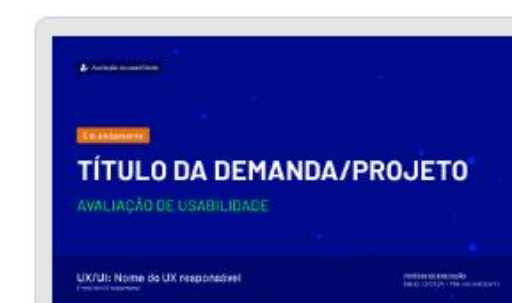 Avaliação de usabilidade
Em andamento
TÍTULO DA DEMANDA/PROJETO
AVALIAÇÃO DE USABILIDADE
UX/UI: Nome do UX responsável